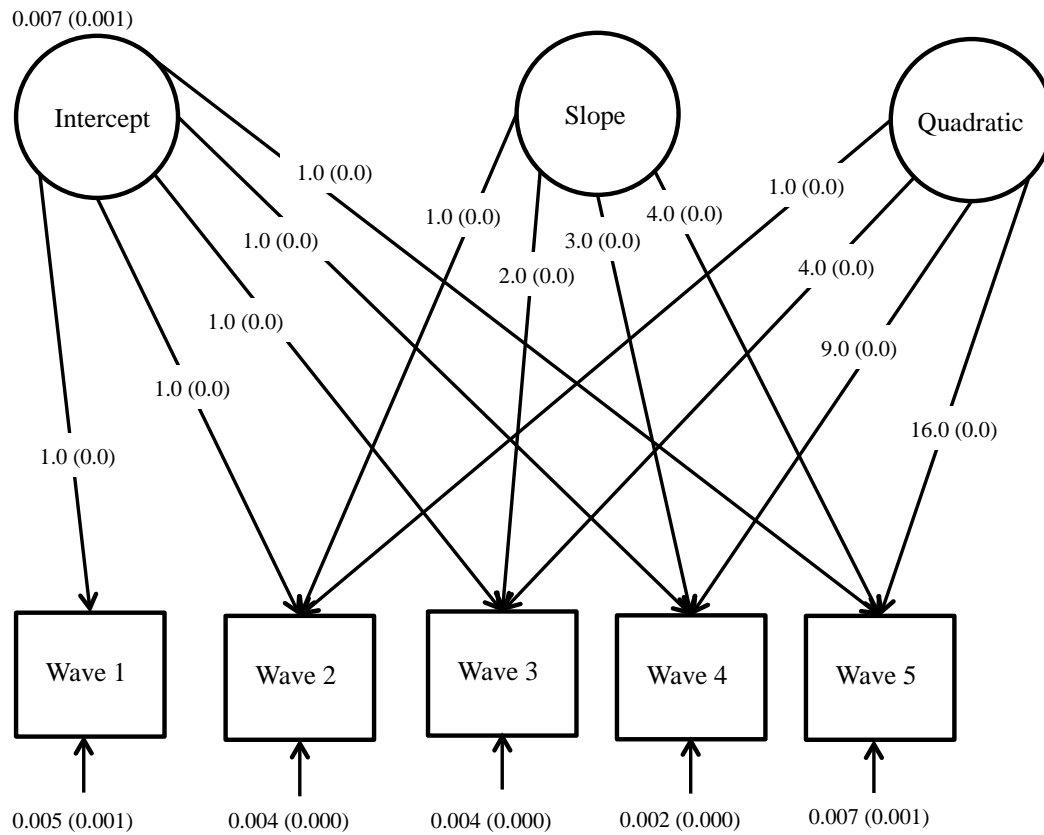 0.007 (0.001)
Intercept
Slope
Quadratic
1.0 (0.0)
1.0 (0.0)
4.0 (0.0)
1.0 (0.0)
1.0 (0.0)
3.0 (0.0)
2.0 (0.0)
4.0 (0.0)
1.0 (0.0)
9.0 (0.0)
1.0 (0.0)
16.0 (0.0)
1.0 (0.0)
Wave 1
Wave 2
Wave 3
Wave 4
Wave 5
0.005 (0.001)
0.004 (0.000)
0.004 (0.000)
0.002 (0.000)
0.007 (0.001)